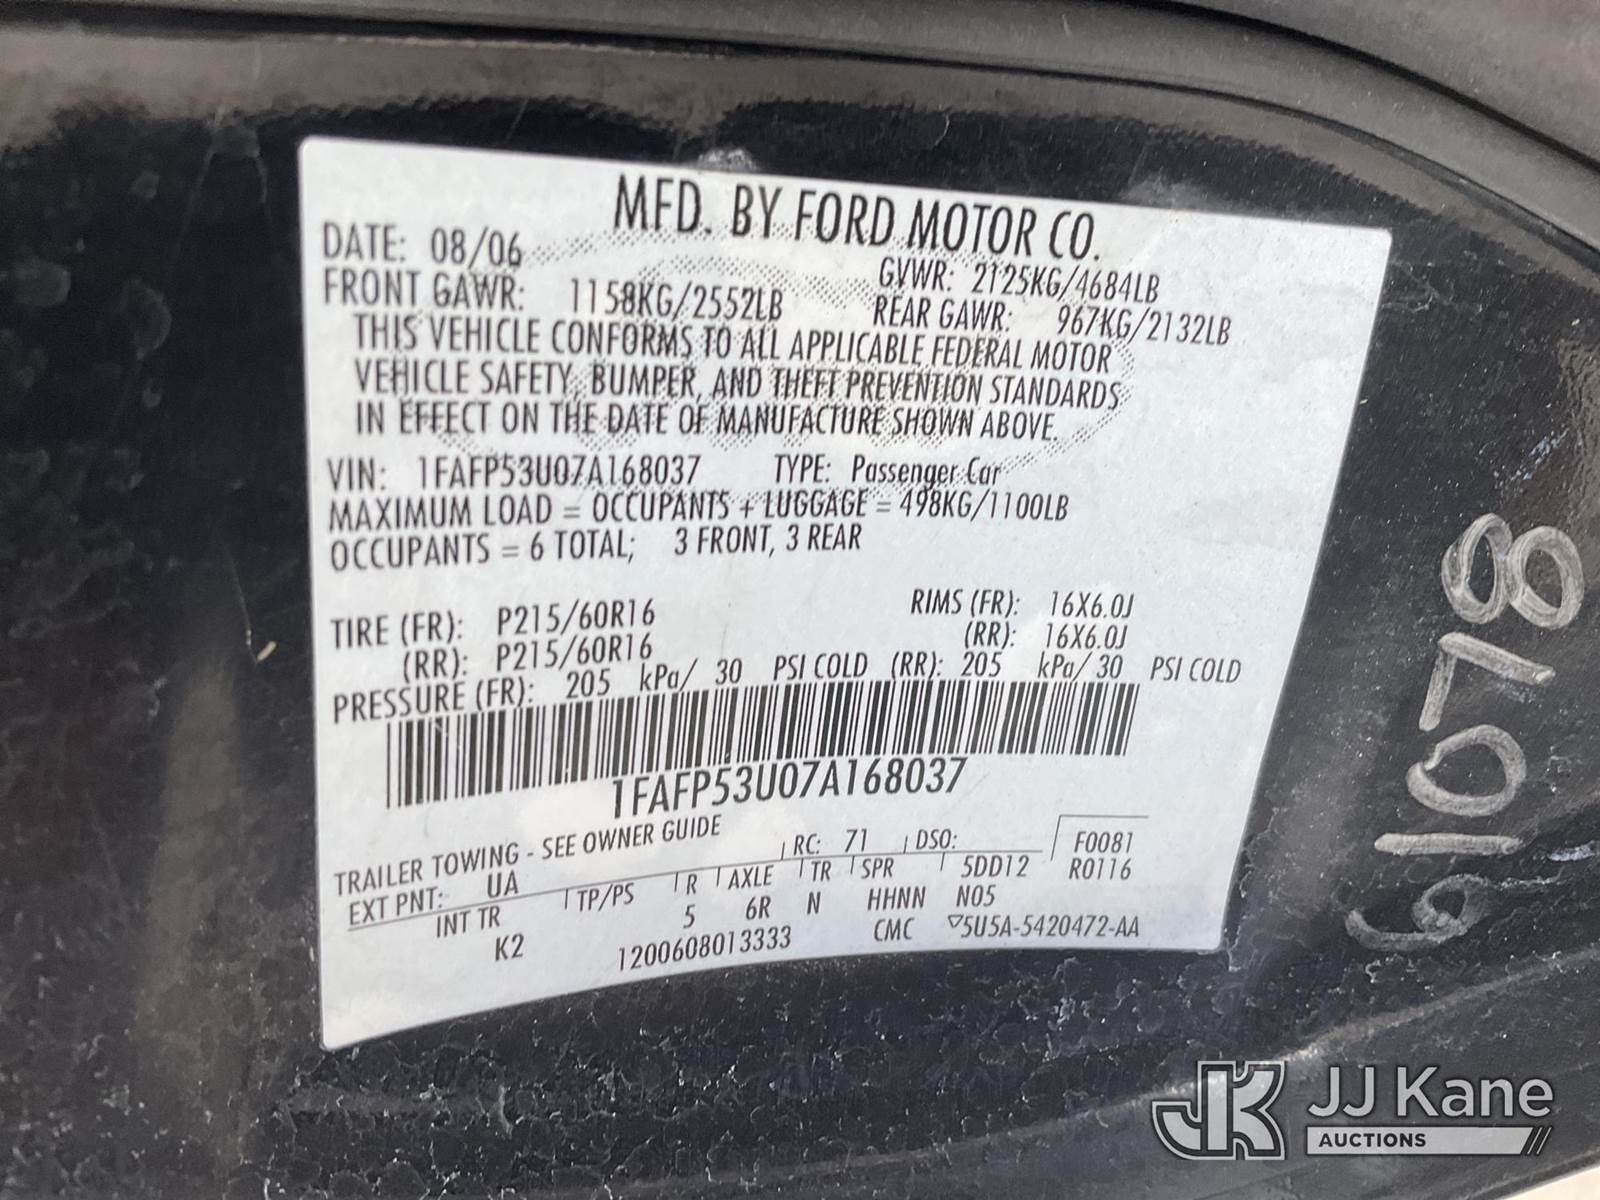 MFD. BY FORD MOTOR CO.
DATE: 08/06 GVWR: 2125KG/4684LB
FRONT GAWR: 1158KG/2552LB REAR GAWR: 967KG/2132LB
THIS VEHICLE CONFORMS TO ALL APPLICABLE FEDERAL MOTOR
VEHICLE SAFETY, BUMPER, AND THEFT PREVENTION STANDARDS
IN EFFECT ON THE DATE OF MANUFACTURE SHOWN ABOVE.
VIN: 1FAFP53U07A168037 TYPE: Passenger Car
MAXIMUM LOAD = OCCUPANTS + LUGGAGE = 498KG/1100LB
OCCUPANTS = 6 TOTAL; 3 FRONT, 3 REAR
TIRE (FR): P215/60R16 RIMS (FR): 16X6.0J
(RR): P215/60R16 (RR): 16X6.0J
PRESSURE (FR): 205 kPa/ 30 PSI COLD (RR): 205 kPa/ 30 PSI COLD
1FAFP53U07A168037
TRAILER TOWING - SEE OWNER GUIDE RC: 71 DSO: F0081
EXT PNT: UA TP/PS R AXLE TR SPR 5DD12 R0116
INT TR 5 6R N HHNN N05
K2 1200608013333 CMC ▽5U5A-5420472-AA
61078
JK JJ Kane
AUCTIONS